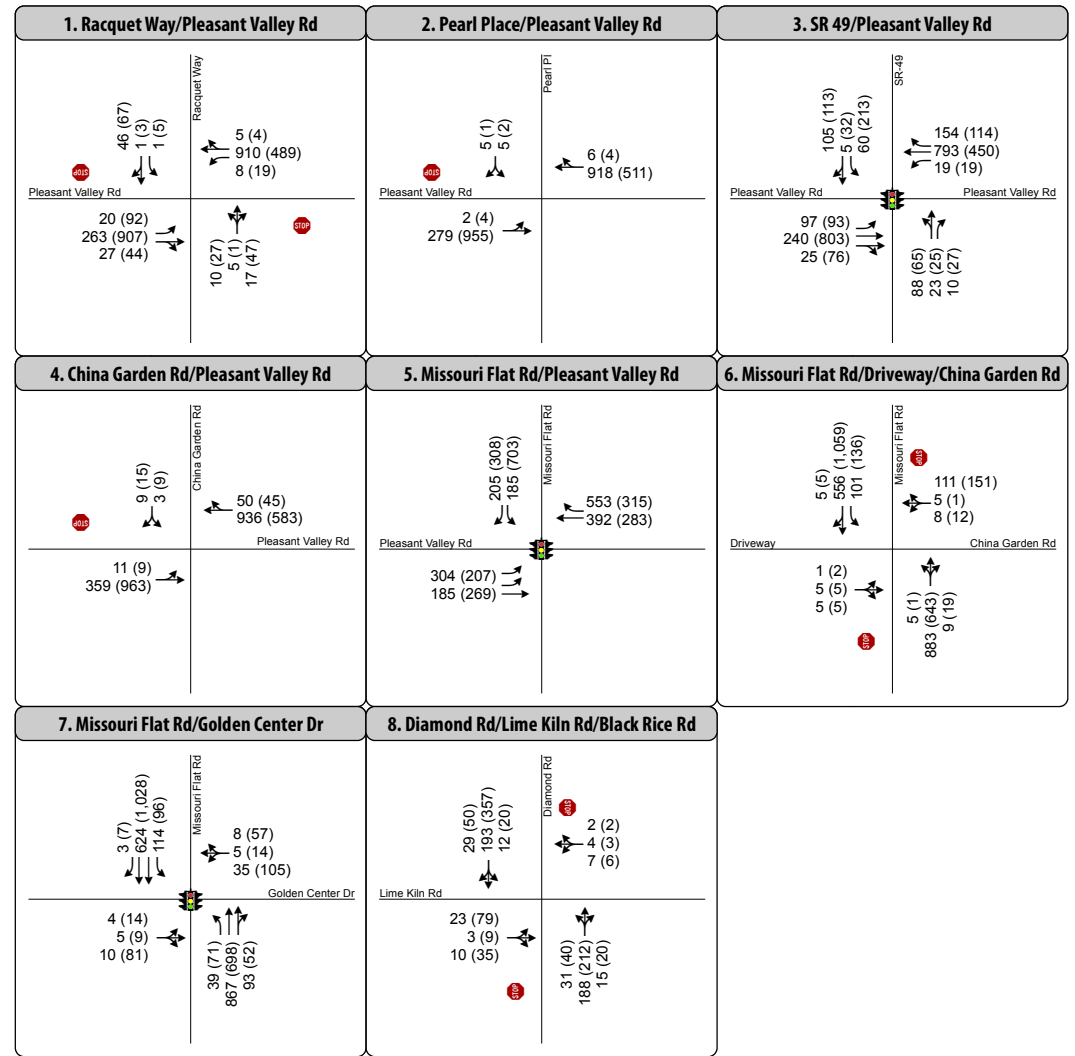 1. Racquet Way/Pleasant Valley Rd
Racquet Way
46 (67)
1 (3)
1 (5)
5 (4)
910 (489)
8 (19)
STOP
Pleasant Valley Rd
20 (92)
263 (907)
27 (44)
10 (27)
5 (1)
17 (47)
STOP
2. Pearl Place/Pleasant Valley Rd
Pearl Pl
5 (1)
5 (2)
6 (4)
918 (511)
STOP
Pleasant Valley Rd
2 (4)
279 (955)
3. SR 49/Pleasant Valley Rd
SR-49
105 (113)
5 (32)
60 (213)
154 (114)
793 (450)
19 (19)
Pleasant Valley Rd
Pleasant Valley Rd
97 (93)
240 (803)
25 (76)
88 (65)
23 (25)
10 (27)
4. China Garden Rd/Pleasant Valley Rd
China Garden Rd
9 (15)
3 (9)
50 (45)
936 (583)
STOP
Pleasant Valley Rd
11 (9)
359 (963)
5. Missouri Flat Rd/Pleasant Valley Rd
Missouri Flat Rd
205 (308)
185 (703)
553 (315)
392 (283)
Pleasant Valley Rd
304 (207)
185 (269)
6. Missouri Flat Rd/Driveway/China Garden Rd
Missouri Flat Rd
5 (5)
556 (1,059)
101 (136)
STOP
111 (151)
5 (1)
8 (12)
Driveway
China Garden Rd
1 (2)
5 (5)
5 (5)
STOP
5 (1)
883 (643)
9 (19)
7. Missouri Flat Rd/Golden Center Dr
Missouri Flat Rd
3 (7)
624 (1,028)
114 (96)
8 (57)
5 (14)
35 (105)
Golden Center Dr
4 (14)
5 (9)
10 (81)
39 (71)
867 (698)
93 (52)
8. Diamond Rd/Lime Kiln Rd/Black Rice Rd
Diamond Rd
29 (50)
193 (357)
12 (20)
STOP
2 (2)
4 (3)
7 (6)
Lime Kiln Rd
23 (79)
3 (9)
10 (35)
STOP
31 (40)
188 (212)
15 (20)